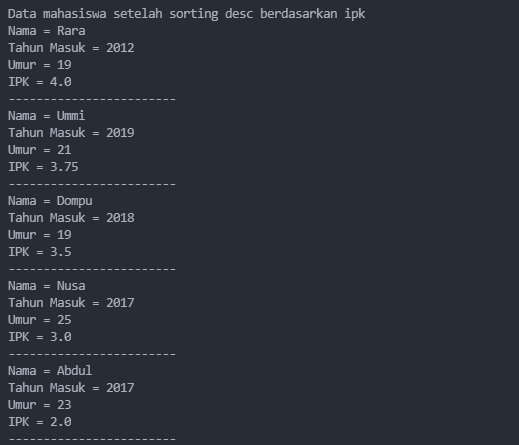 Data mahasiswa setelah sorting desc berdasarkan ipk
Nama = Rara
Tahun Masuk = 2012
Umur = 19
IPK = 4.0
------------------------
Nama = Ummi
Tahun Masuk = 2019
Umur = 21
IPK = 3.75
------------------------
Nama = Dompu
Tahun Masuk = 2018
Umur = 19
IPK = 3.5
------------------------
Nama = Nusa
Tahun Masuk = 2017
Umur = 25
IPK = 3.0
------------------------
Nama = Abdul
Tahun Masuk = 2017
Umur = 23
IPK = 2.0
------------------------